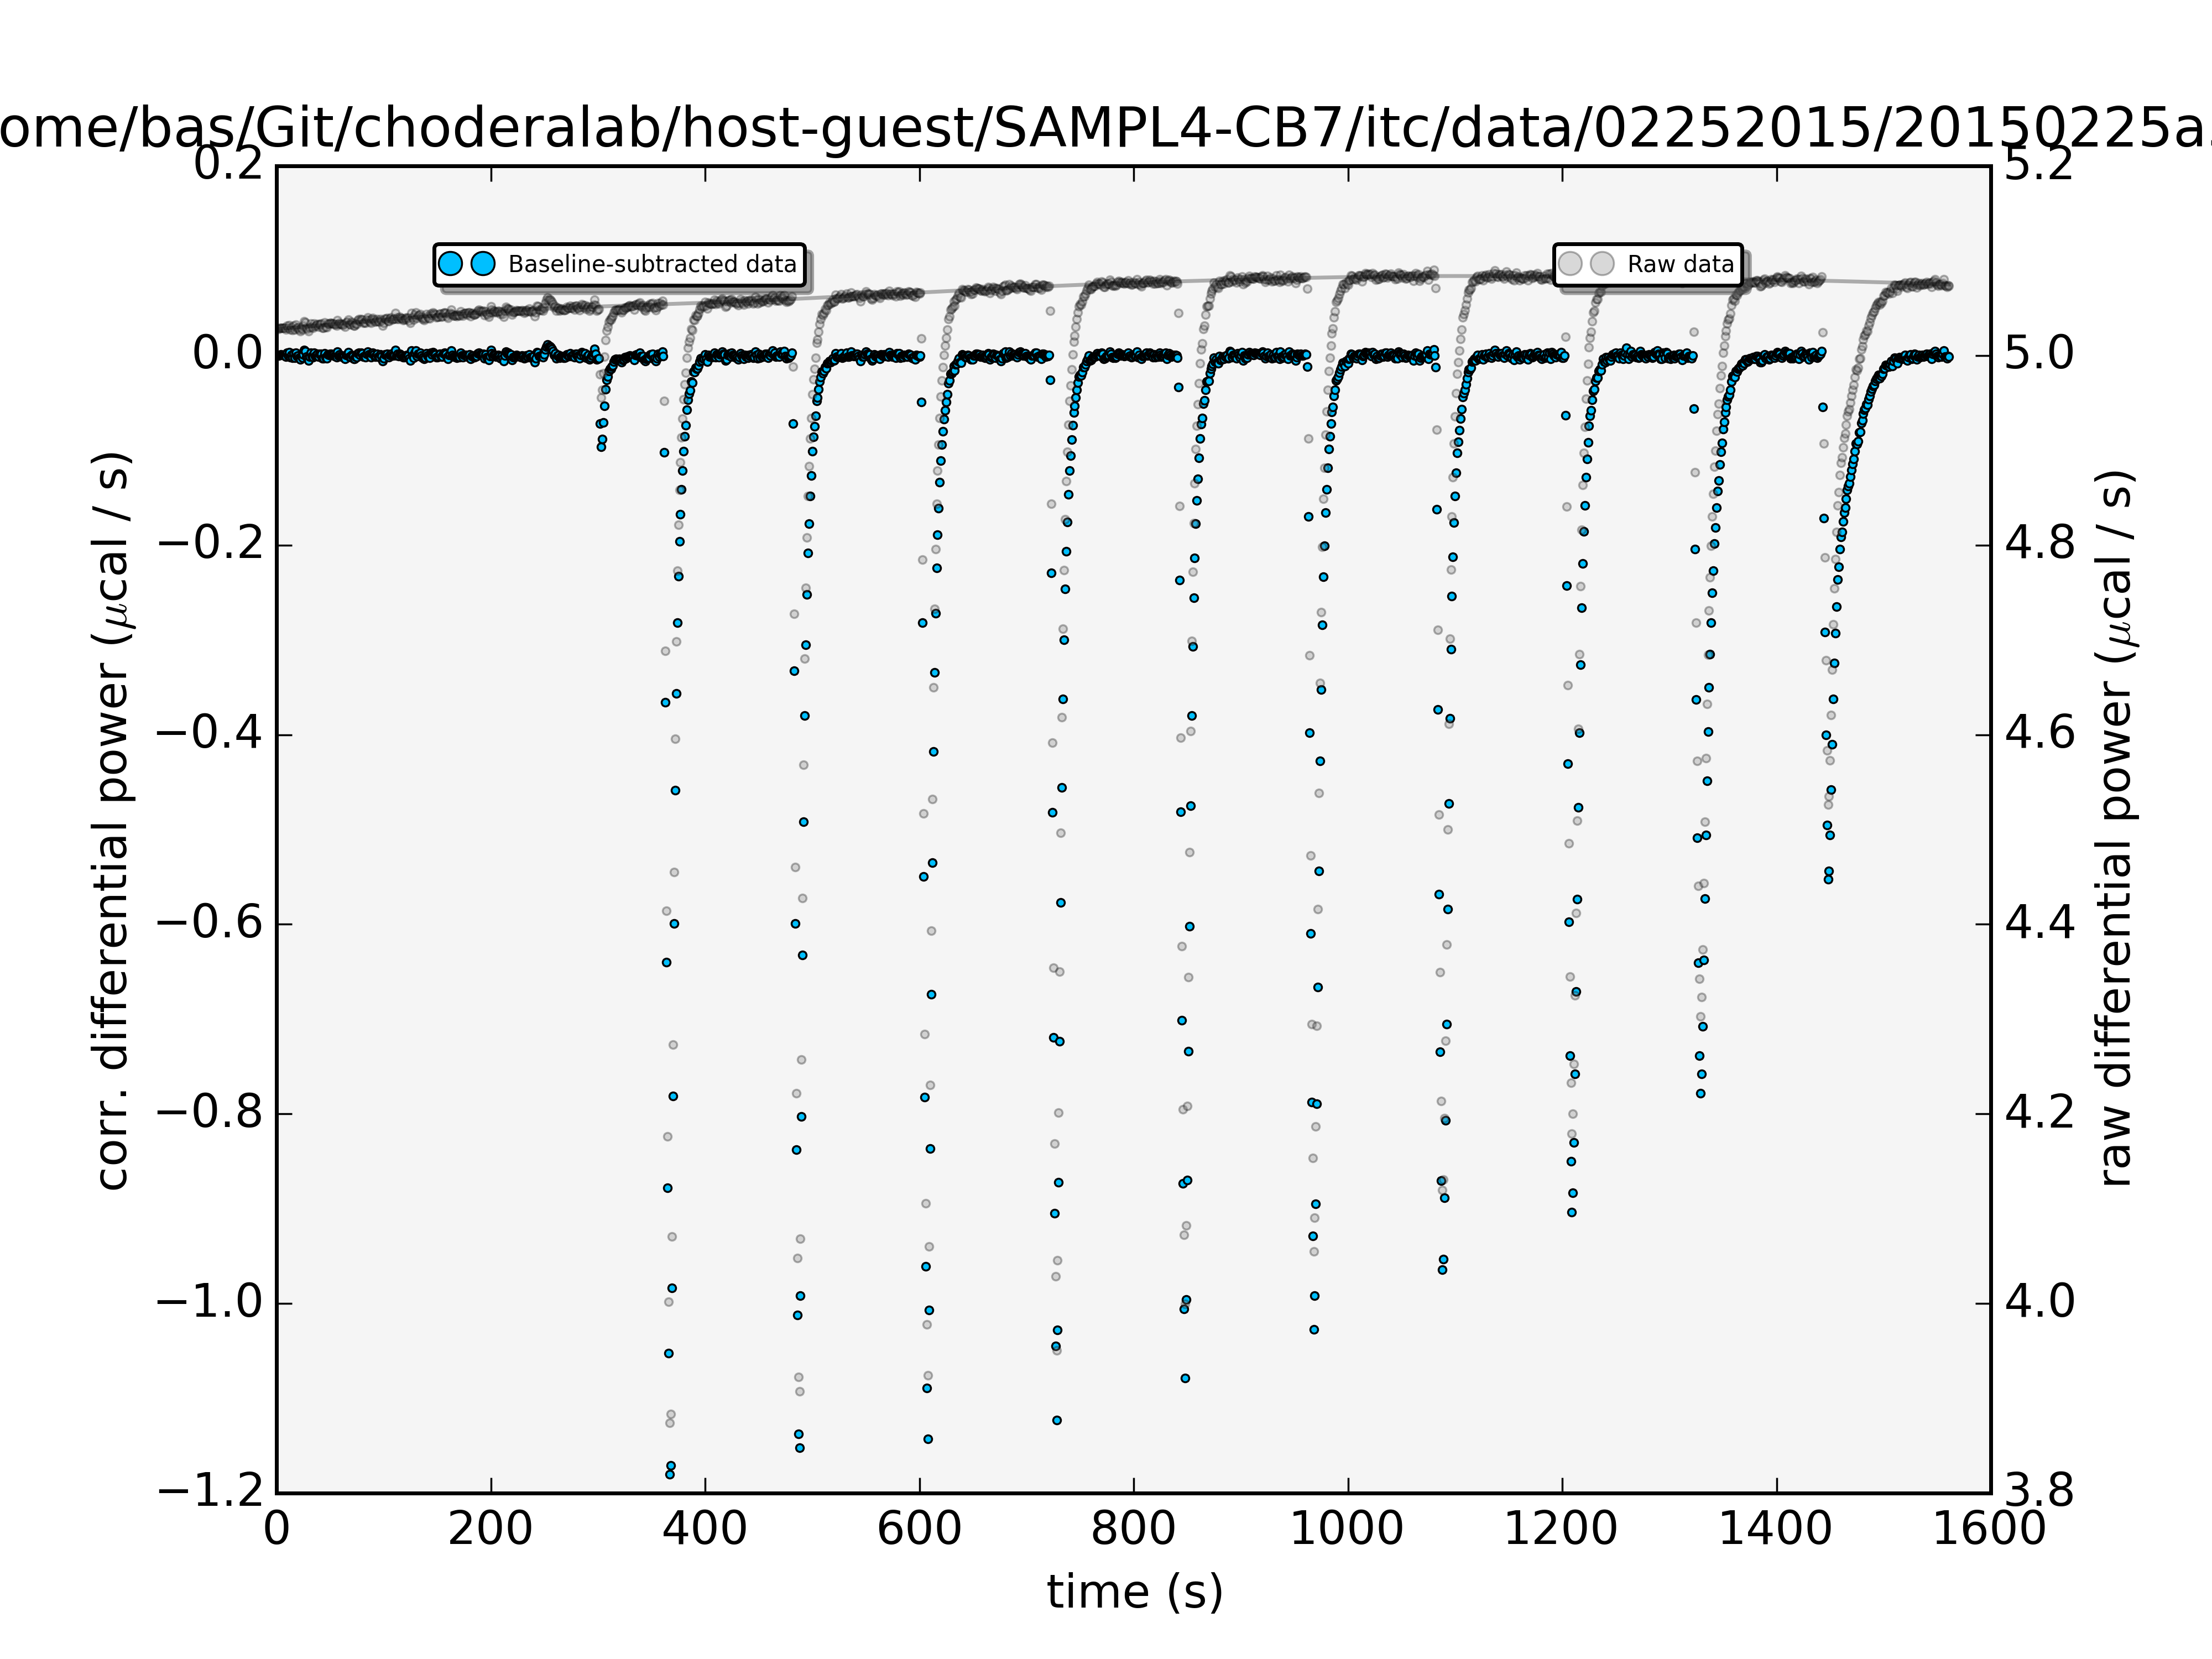 ome/bas/Git/choderalab/host-guest/SAMPL4-CB7/itc/data/02252015/20150225a
Baseline-subtracted data
Raw data
corr. differential power (μcal / s)
0.2
0.0
−0.2
−0.4
−0.6
−0.8
−1.0
−1.2
5.2
5.0
4.8
4.6
4.4
4.2
4.0
3.8
raw differential power (μcal / s)
0 200 400 600 800 1000 1200 1400 1600
time (s)